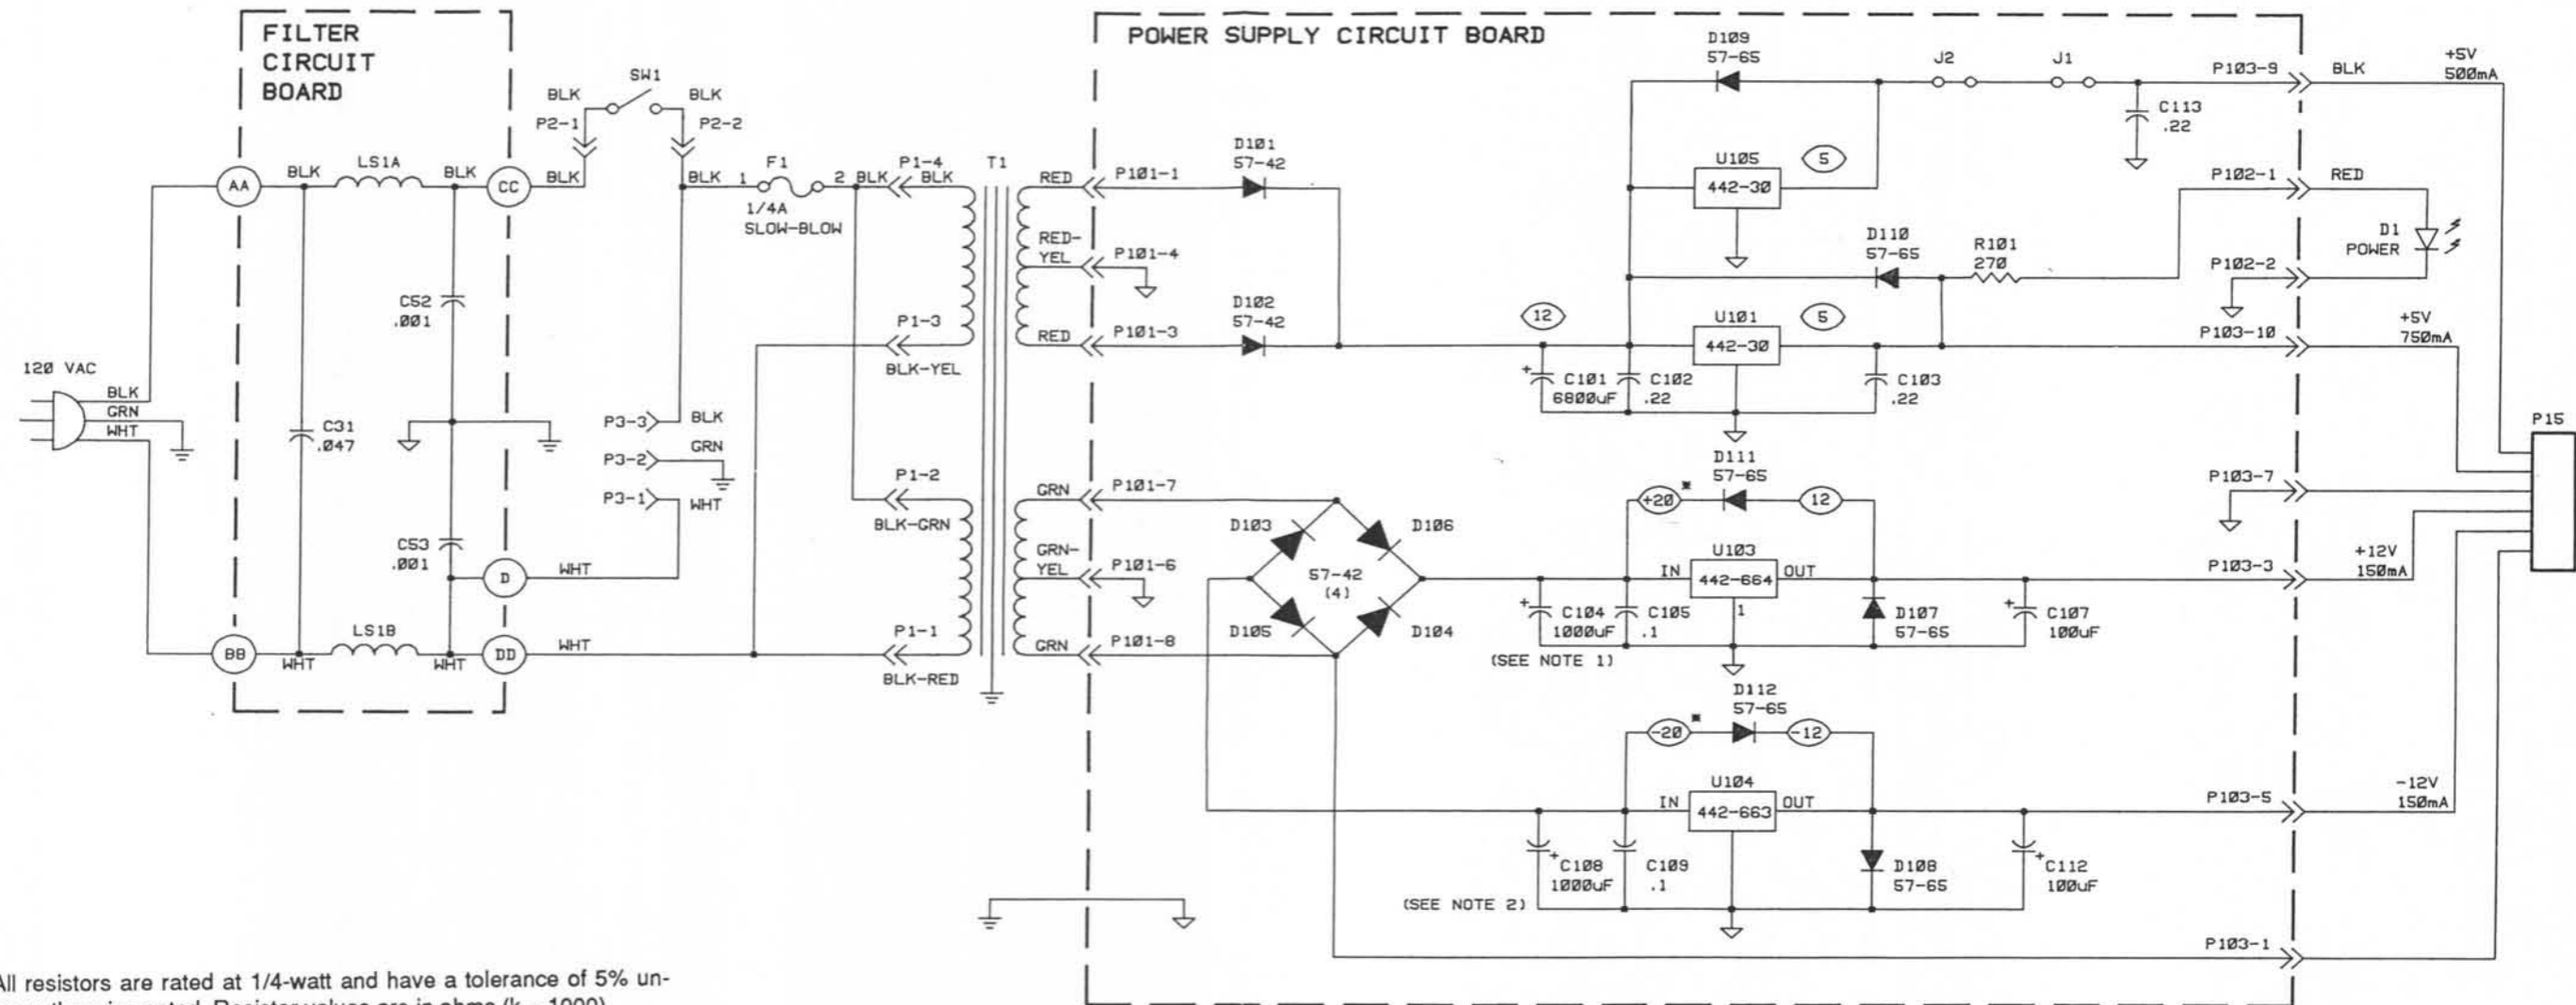 FILTER
CIRCUIT
BOARD
POWER SUPPLY CIRCUIT BOARD
120 VAC
BLK
GRN
WHT
AA
BLK
LS1A
BLK
CC
BLK
C52
.001
C31
.047
C53
.001
D
WHT
BB
WHT
LS1B
WHT
DD
WHT
SW1
BLK
BLK
P2-1
P2-2
BLK
1
F1
2
BLK
1/4A
SLOW-BLOW
P3-3
BLK
P3-2
GRN
P3-1
WHT
P1-4
BLK
P1-3
BLK-YEL
P1-2
BLK-GRN
P1-1
BLK-RED
T1
RED
P101-1
RED-
YEL
P101-4
RED
P101-3
GRN
P101-7
GRN-
YEL
P101-6
GRN
P101-8
D101
57-42
D102
57-42
D109
57-65
J2
J1
P103-9
BLK
+5V
500mA
C113
.22
U105
442-30
5
P102-1
RED
D110
57-65
R101
270
D1
POWER
P102-2
12
U101
442-30
5
P103-10
+5V
750mA
+
C101
6800uF
C102
.22
C103
.22
P15
D111
57-65
P103-7
+20
*
12
D103
D106
57-42
(4)
D105
D104
U103
IN
442-664
OUT
1
P103-3
+12V
150mA
+
C104
1000uF
C105
.1
D107
57-65
+
C107
100uF
(SEE NOTE 1)
D112
57-65
-20
*
-12
U104
IN
442-663
OUT
P103-5
-12V
150mA
+
C108
1000uF
C109
.1
D108
57-65
+
C112
100uF
(SEE NOTE 2)
P103-1
All resistors are rated at 1/4-watt and have a tolerance of 5% un-